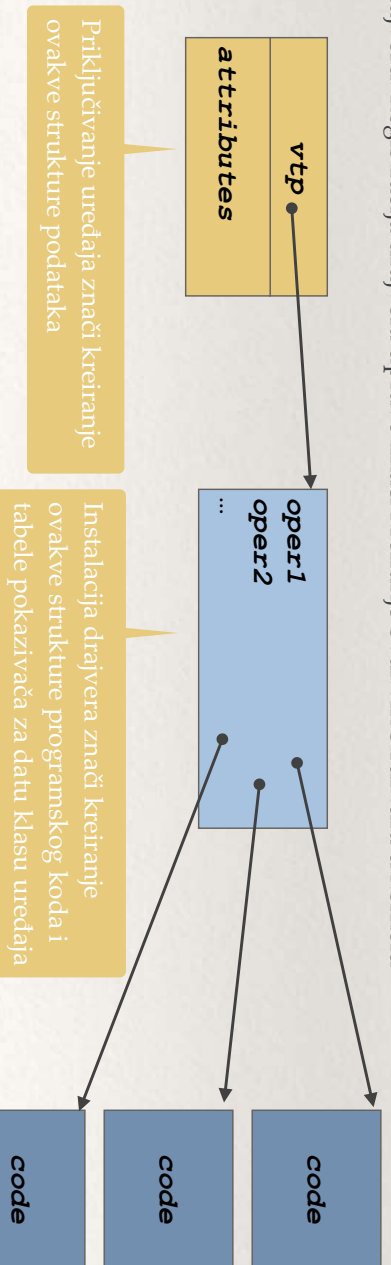 vtp
attributes
oper1
oper2
...
code
code
code
Priključivanje uređaja znači kreiranje
ovakve strukture podataka
Instalacija drajvera znači kreiranje
ovakve strukture programskog koda i
tabele pokazivača za datu klasu uređaja